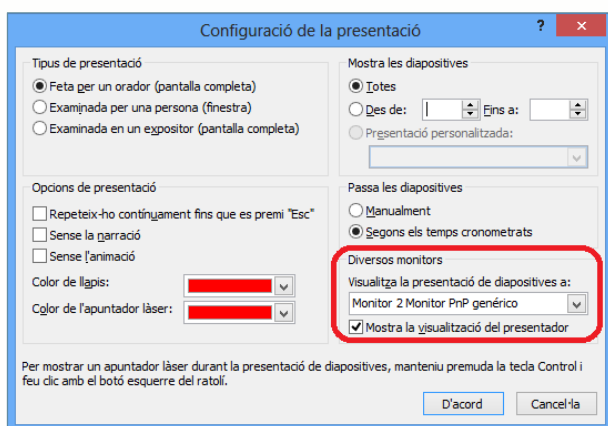 Configuració de la presentació
?
Tipus de presentació
Feta per un orador (pantalla completa)
Examinada per una persona (finestra)
Examinada en un expositor (pantalla completa)
Mostra les diapositives
Totes
Des de: Fins a:
Presentació personalitzada:
Opcions de presentació
Repeteix-ho contínuament fins que es premi "Esc"
Sense la narració
Sense l'animació
Color de llapis:
Color de l'apuntador làser:
Passa les diapositives
Manualment
Segons els temps cronometrats
Diversos monitors
Visualitza la presentació de diapositives a:
Monitor 2 Monitor PnP genérico
Mostra la visualització del presentador
Per mostrar un apuntador làser durant la presentació de diapositives, manteniu premuda la tecla Control i
feu clic amb el botó esquerre del ratolí.
D'acord
Cancel·la